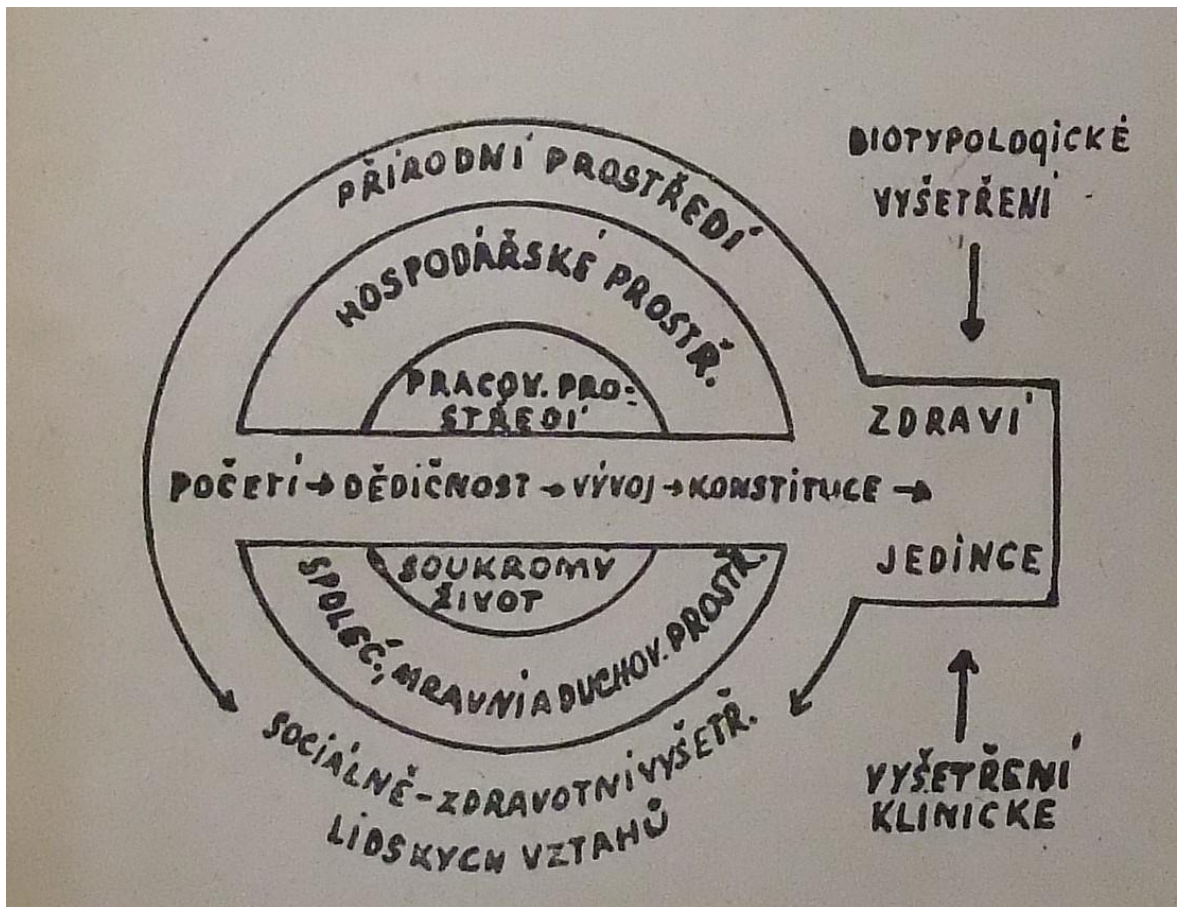 BIOTYPOLOGICKÉ
VYŠETŘENÍ
PŘÍRODNÍ PROSTŘEDÍ
HOSPODÁŘSKÉ PROSTŘ.
PRACOV. PRO-
STŘEDÍ
ZDRAVÍ
POČETÍ → DĚDIČNOST → VÝVOJ → KONSTITUCE →
JEDINCE
SOUKROMÝ
ŽIVOT
SPOLEČ., MRAVNÍ A DUCHOV. PROSTŘ.
SOCIÁLNĚ-ZDRAVOTNÍ VYŠETŘ.
LIDSKÝCH VZTAHŮ
VYŠETŘENÍ
KLINICKÉ